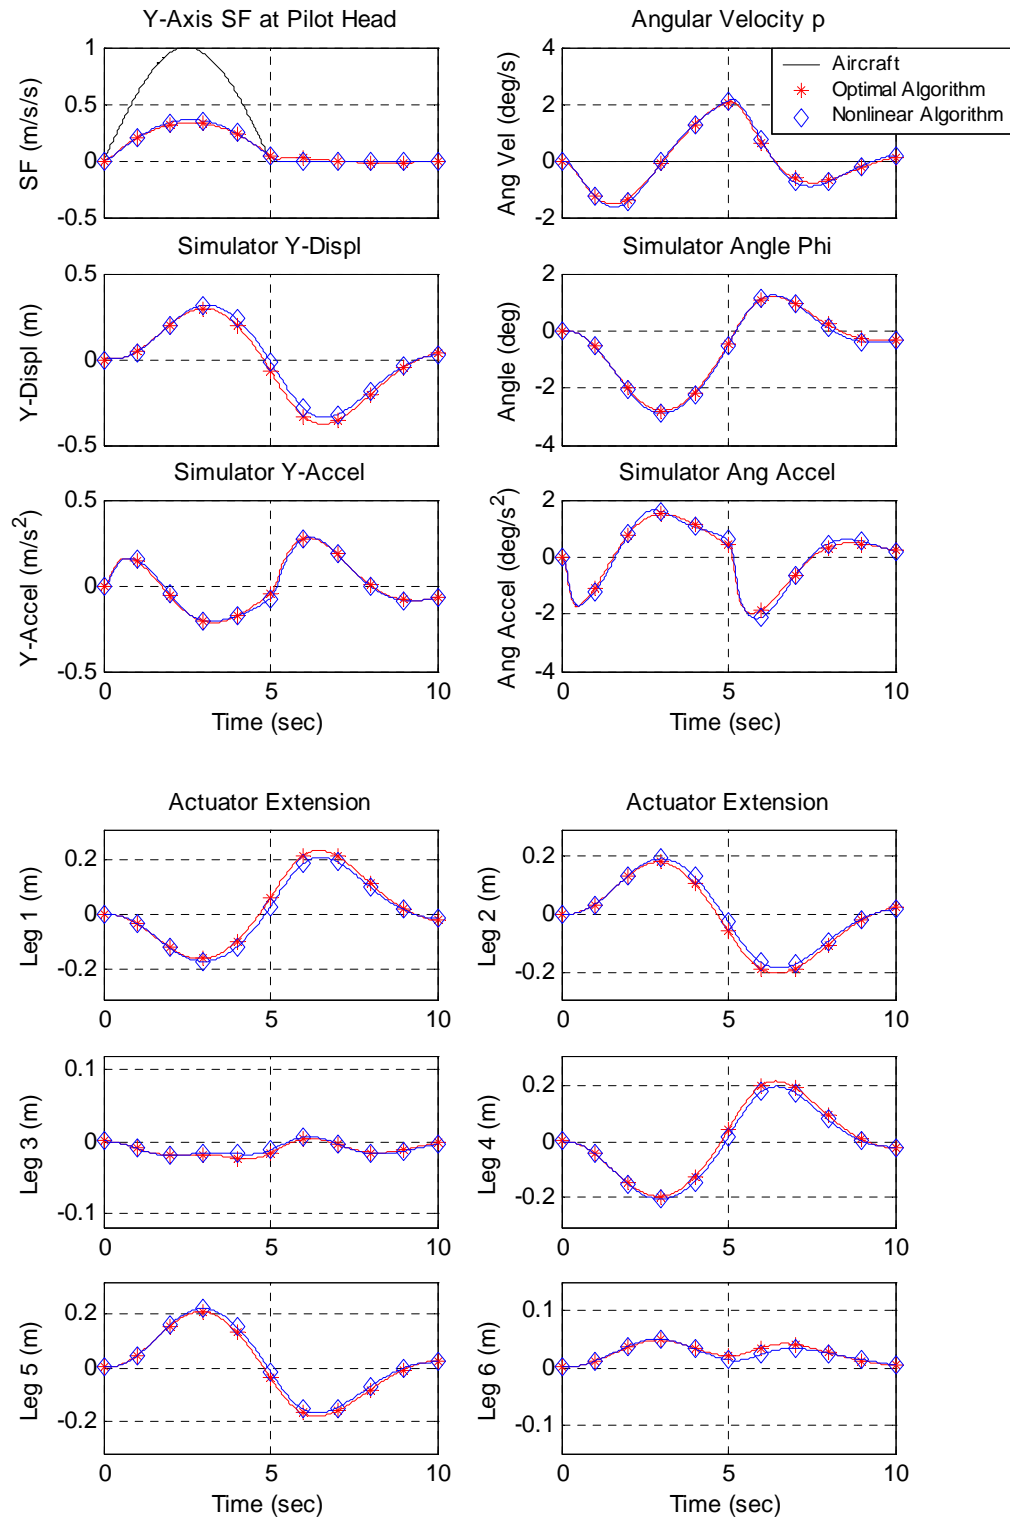 Y-Axis SF at Pilot Head
SF (m/s/s)
1
0.5
0
-0.5
Angular Velocity p
Ang Vel (deg/s)
4
2
0
-2
Aircraft
Optimal Algorithm
Nonlinear Algorithm
Simulator Y-Displ
Y-Displ (m)
0.5
0
-0.5
Simulator Angle Phi
Angle (deg)
2
0
-2
-4
Simulator Y-Accel
Y-Accel (m/s²)
0.5
0
-0.5
0 5 10
Time (sec)
Simulator Ang Accel
Ang Accel (deg/s²)
2
0
-2
-4
0 5 10
Time (sec)
Actuator Extension
Leg 1 (m)
0.2
0
-0.2
0 5 10
Actuator Extension
Leg 2 (m)
0.2
0
-0.2
0 5 10
Leg 3 (m)
0.1
0
-0.1
0 5 10
Leg 4 (m)
0.2
0
-0.2
0 5 10
Leg 5 (m)
0.2
0
-0.2
0 5 10
Time (sec)
Leg 6 (m)
0.1
0
-0.1
0 5 10
Time (sec)